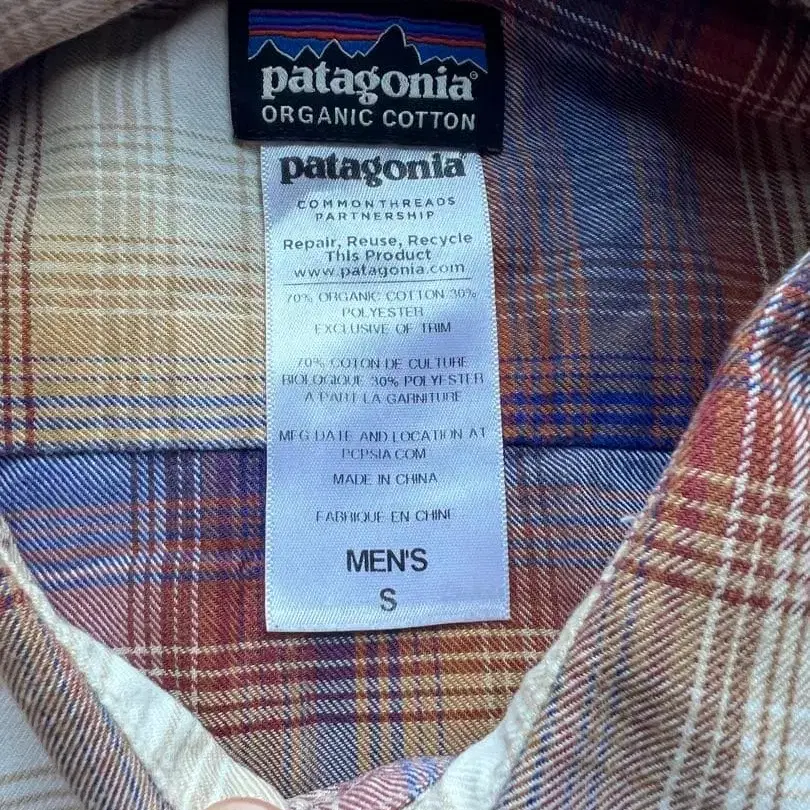 patagonia®
ORGANIC COTTON
patagonia®
COMMON THREADS
PARTNERSHIP
Repair, Reuse, Recycle
This Product
www.patagonia.com
70% ORGANIC COTTON 30%
POLYESTER
EXCLUSIVE OF TRIM
70% COTON DE CULTURE
BIOLOGIQUE 30% POLYESTER
A PART LA GARNITURE
MFG DATE AND LOCATION AT
PCPSIA.COM
MADE IN CHINA
FABRIQUE EN CHINE
MEN'S
S